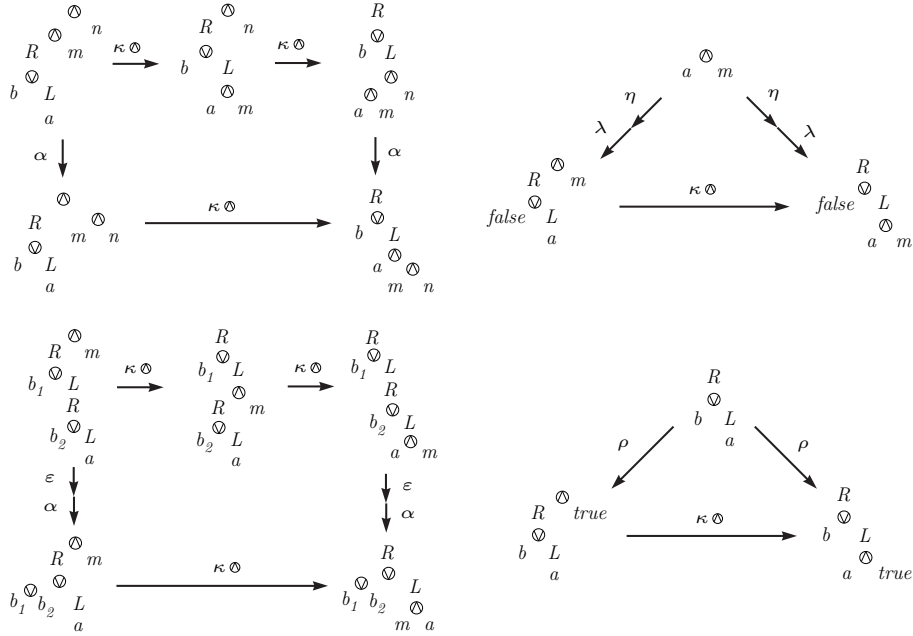 n
R m R n R
κ⊘ κ⊘ b L
b L b L n
a a m a m
α α
R R
m n κ⊘ b L
b L a
a m n
a m
η η
λ λ
R m κ⊘ R
false L false L
a a m
R R R
m b₁ L b₁ L
b₁ L κ⊘ R m κ⊘ R
R b₂ L b₂ L
b₂ L a a m
a
ε ε
α α
R m R
b₁ b₂ L κ⊘ b₁ b₂ L
a m a
R
b L
a
ρ ρ
R true κ⊘ R
b L b L
a a true